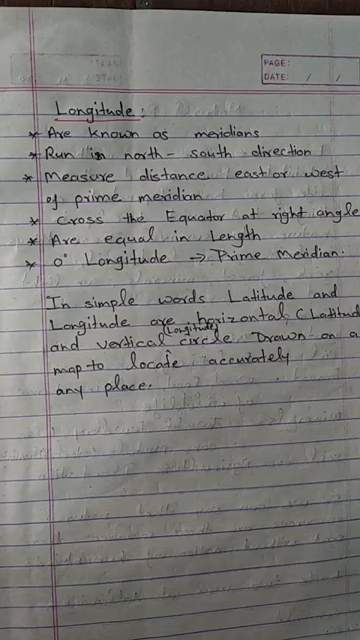 PAGE:
DATE: / /
Longitude:
* Are known as meridians
* Run in north-south direction
* Measure distance east or west
of prime meridian
* Cross the Equator at right angle
* Are equal in Length
* 0° Longitude → Prime Meridian.
In simple words Latitude and
Longitude are horizontal (Latitud
and vertical (Longitude) circle Drawn on a
map to locate accurately
any place.